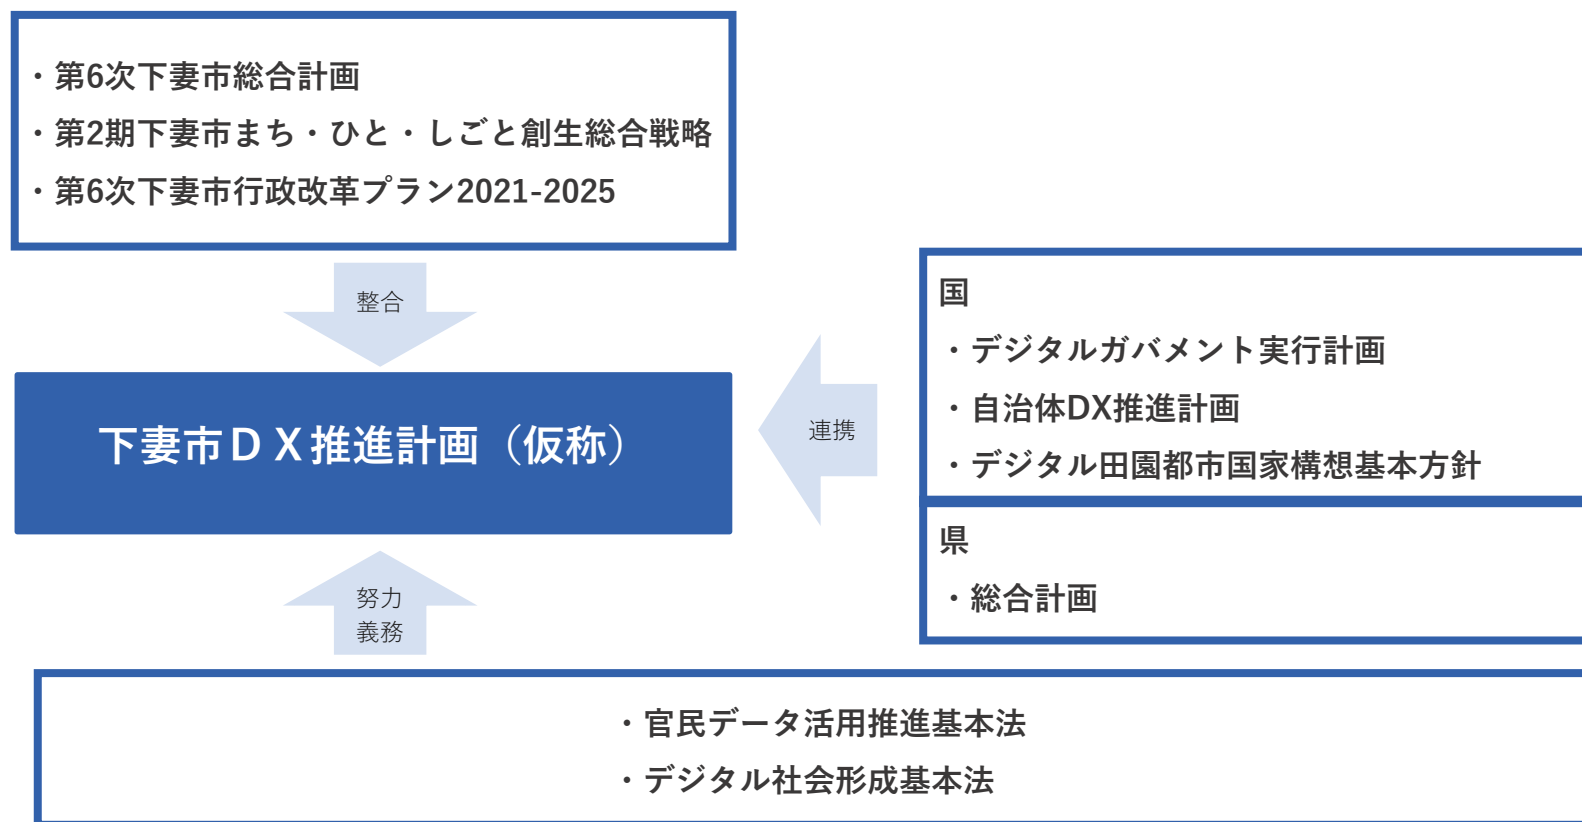 ・第6次下妻市総合計画
・第2期下妻市まち・ひと・しごと創生総合戦略
・第6次下妻市行政改革プラン2021-2025
整合
下妻市ＤＸ推進計画（仮称）
連携
国
・デジタルガバメント実行計画
・自治体DX推進計画
・デジタル田園都市国家構想基本方針
県
・総合計画
努力
義務
・官民データ活用推進基本法
・デジタル社会形成基本法